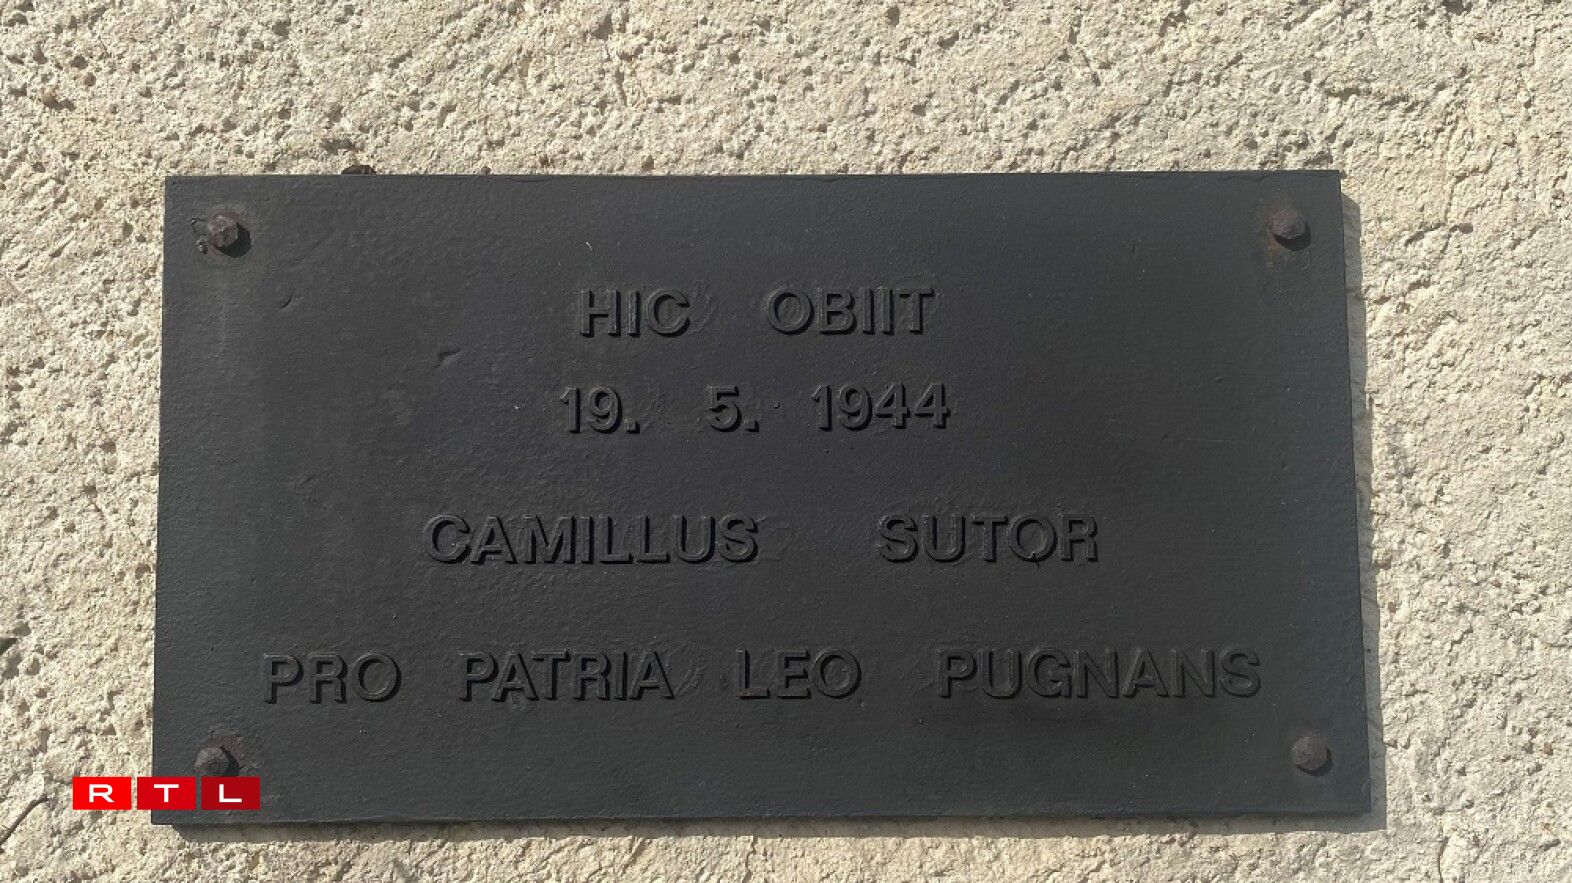 HIC OBIIT
19. 5. 1944
CAMILLUS SUTOR
PRO PATRIA LEO PUGNANS
RTL